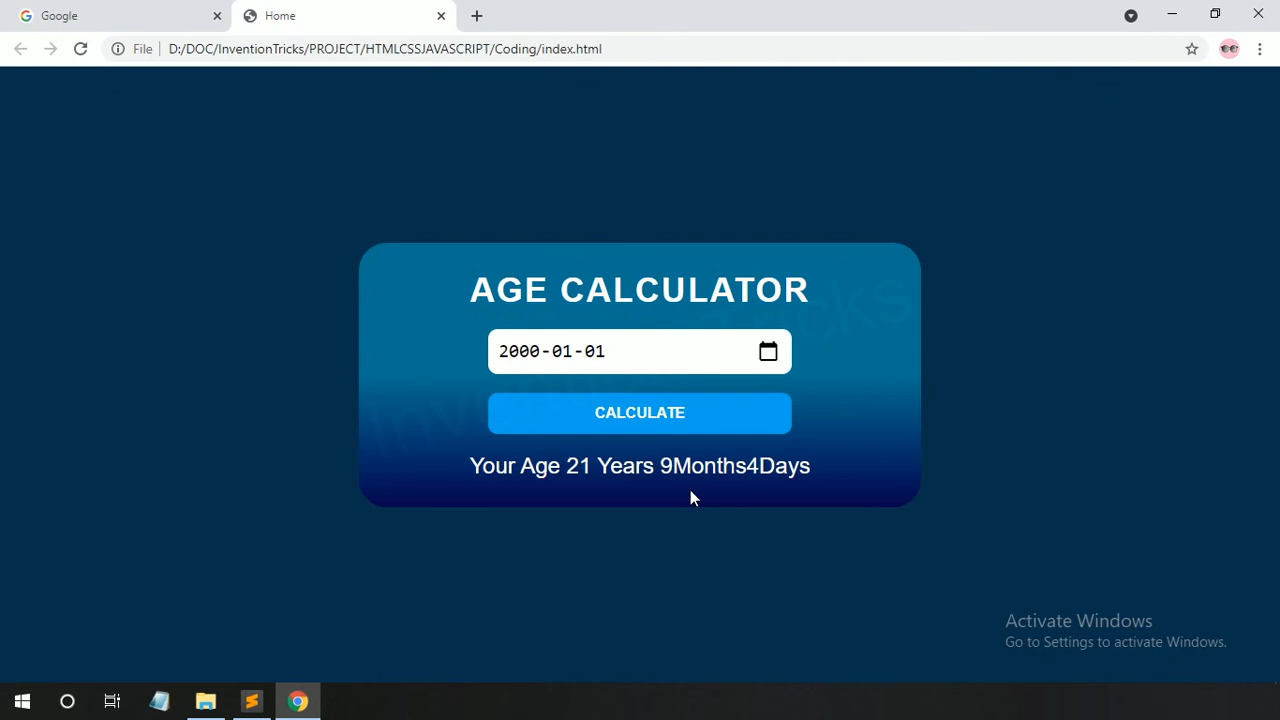 Google
Home
File
D:/DOC/InventionTricks/PROJECT/HTMLCSSJAVASCRIPT/Coding/index.html
AGE CALCULATOR
2000-01-01
CALCULATE
Your Age 21 Years 9Months4Days
Activate Windows
Go to Settings to activate Windows.